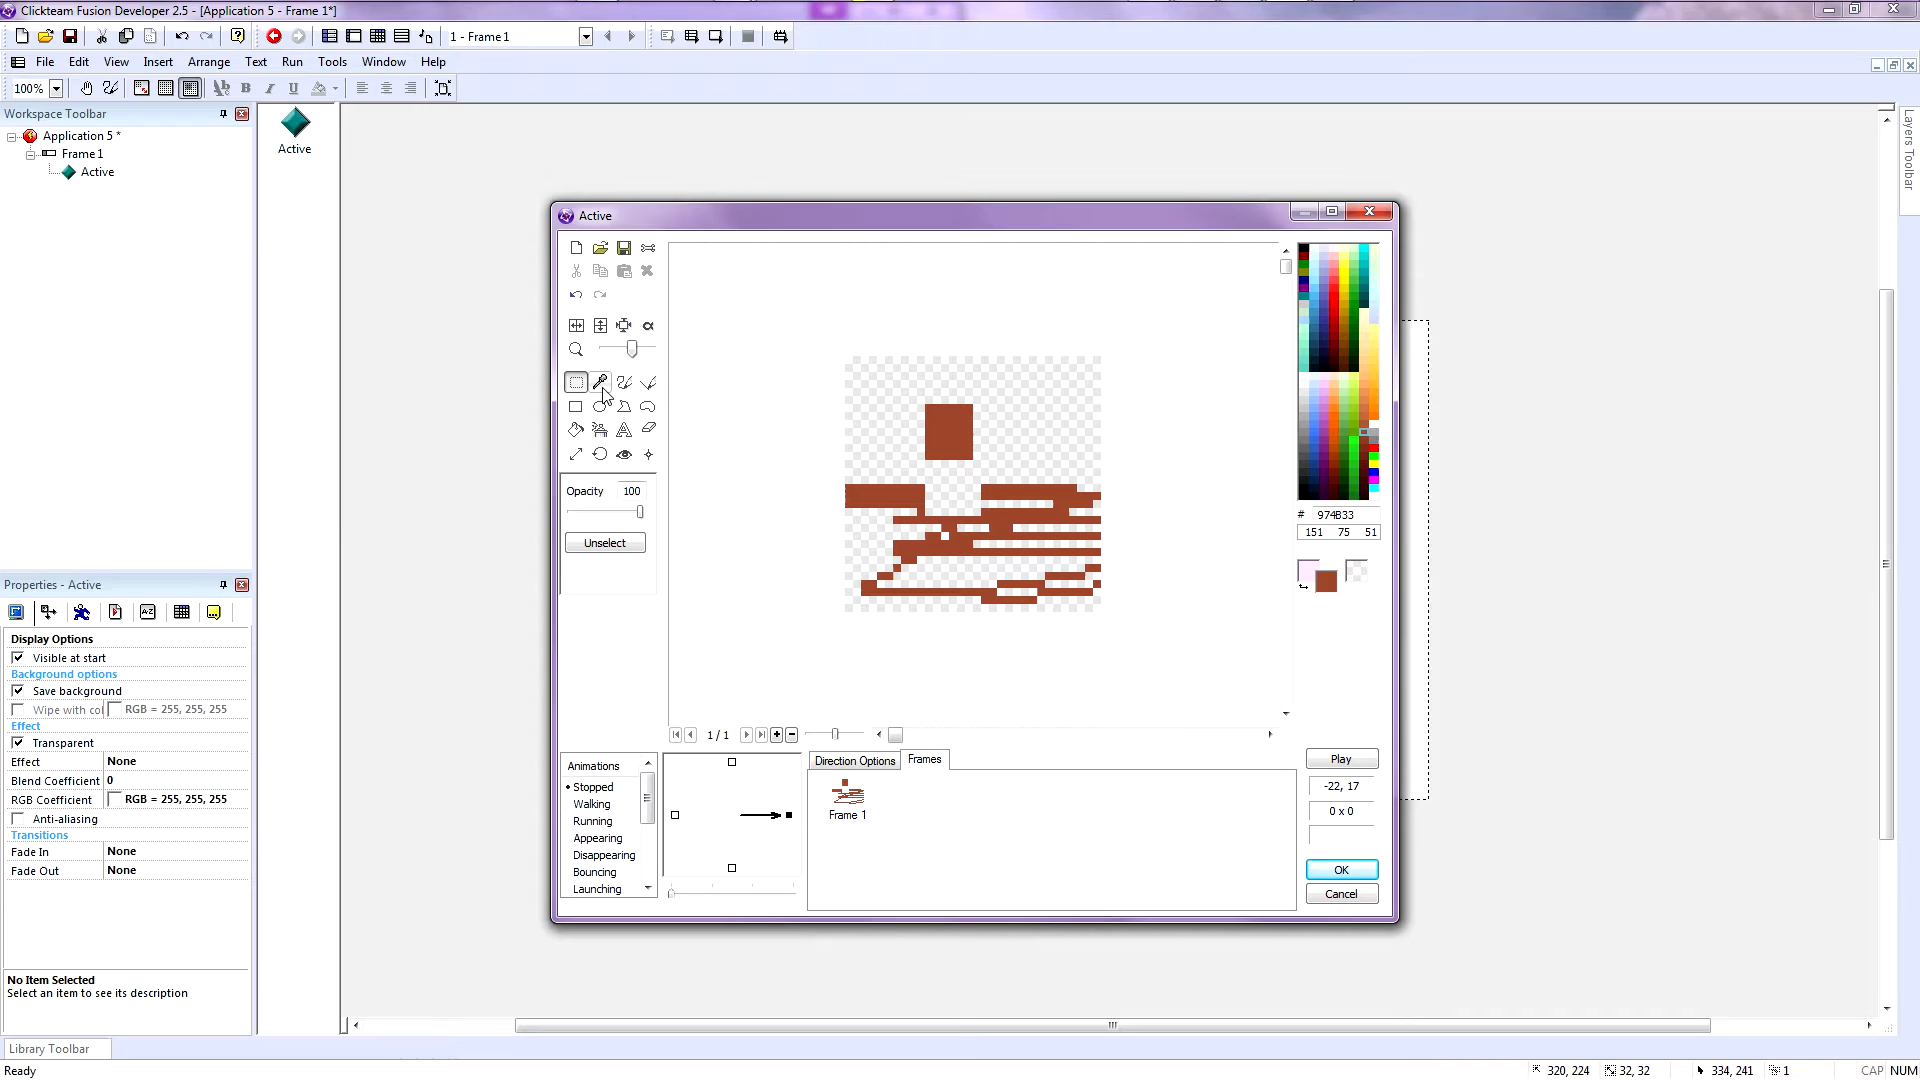 Clickteam Fusion Developer 2.5 - [Application 5 - Frame 1*]
1 - Frame 1
File Edit View Insert Arrange Text Run Tools Window Help
100%
Workspace Toolbar
Application 5 *
Frame 1
Active
Active
Layers Toolbar
Active
Opacity 100
Unselect
# 974B33
151 75 51
1 / 1
Animations
Stopped
Walking
Running
Appearing
Disappearing
Bouncing
Launching
Direction Options Frames
Frame 1
Play
-22, 17
0 x 0
OK
Cancel
Properties - Active
Display Options
Visible at start
Background options
Save background
Wipe with col RGB = 255, 255, 255
Effect
Transparent
Effect None
Blend Coefficient 0
RGB Coefficient RGB = 255, 255, 255
Anti-aliasing
Transitions
Fade In None
Fade Out None
No Item Selected
Select an item to see its description
Library Toolbar
Ready
320, 224 32, 32 334, 241 1 CAP NUM